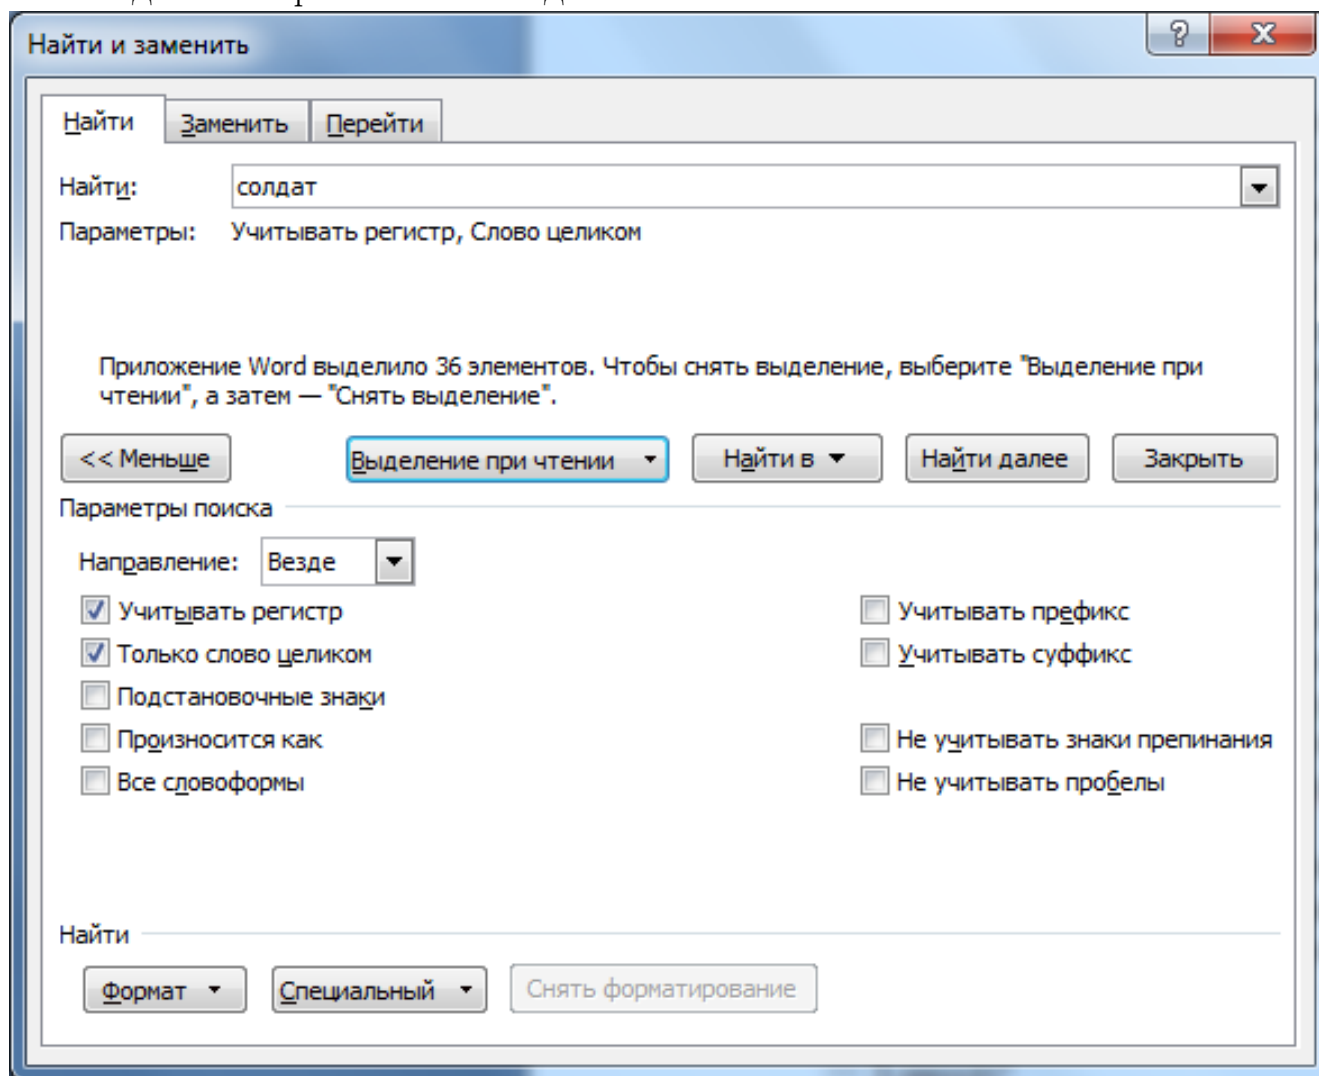 Найти и заменить
Найти Заменить Перейти
Найти: солдат
Параметры: Учитывать регистр, Слово целиком
Приложение Word выделило 36 элементов. Чтобы снять выделение, выберите "Выделение при
чтении", а затем — "Снять выделение".
<< Меньше Выделение при чтении Найти в Найти далее Закрыть
Параметры поиска
Направление: Везде
Учитывать регистр Учитывать префикс
Только слово целиком Учитывать суффикс
Подстановочные знаки
Произносится как Не учитывать знаки препинания
Все словоформы Не учитывать пробелы
Найти
Формат Специальный Снять форматирование